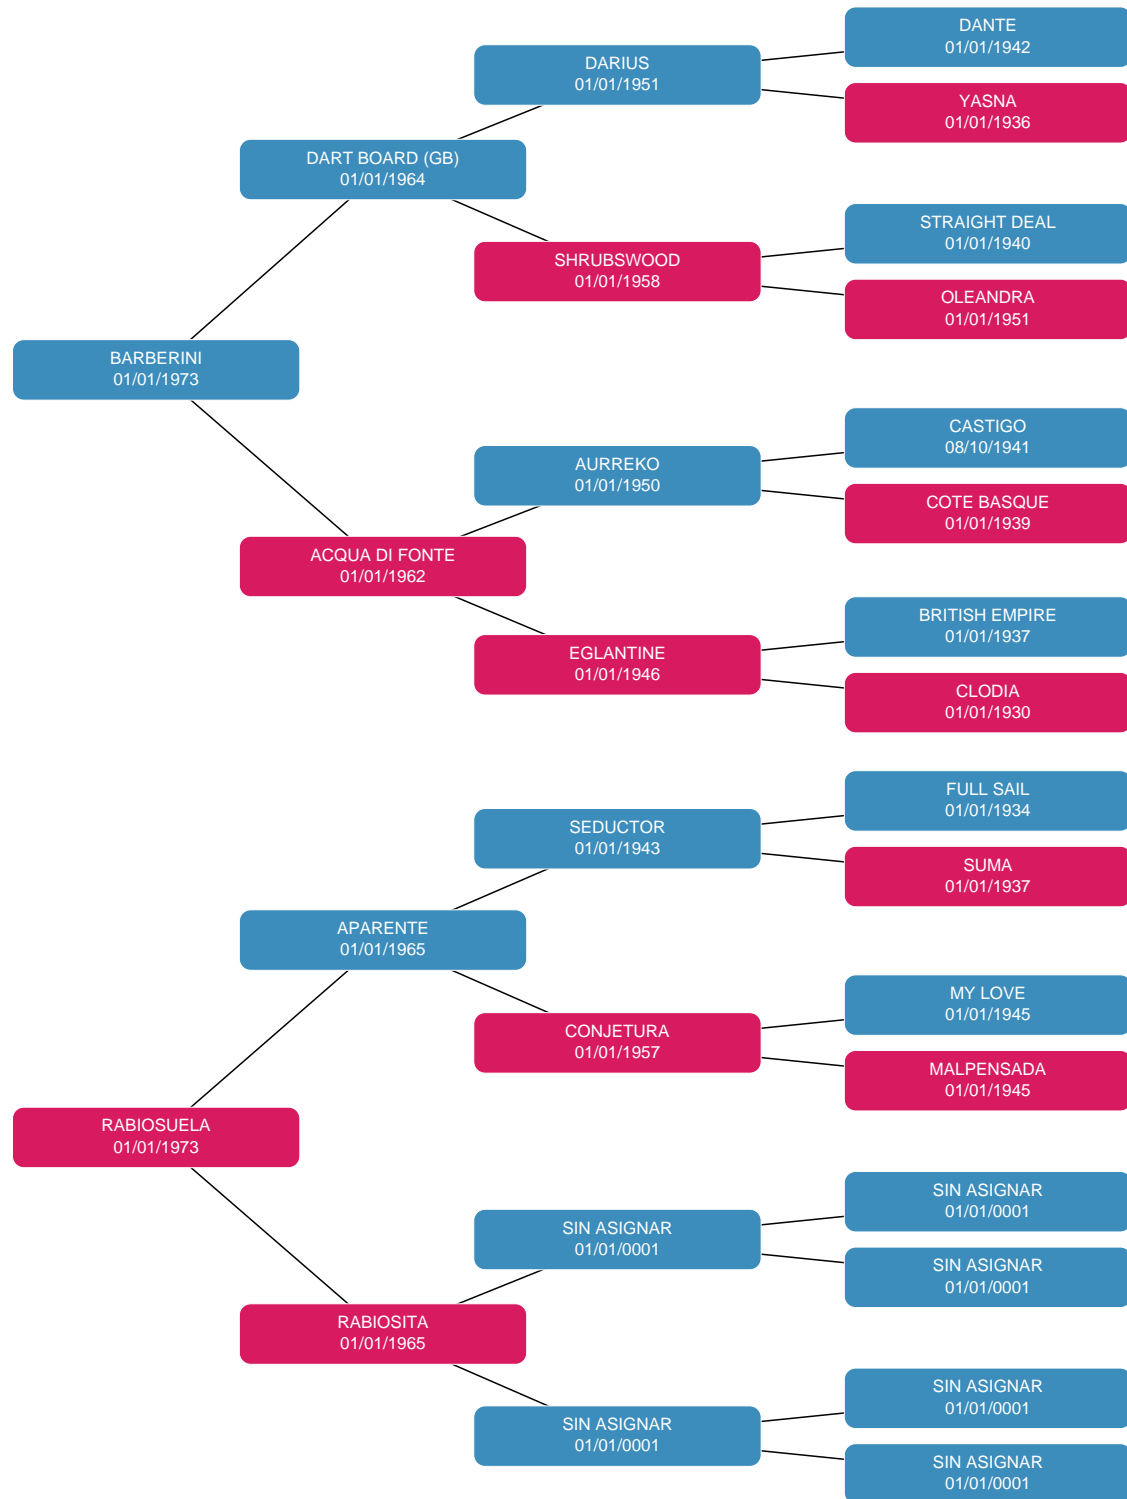 DANTE
01/01/1942
DARIUS
01/01/1951
YASNA
01/01/1936
DART BOARD (GB)
01/01/1964
STRAIGHT DEAL
01/01/1940
SHRUBSWOOD
01/01/1958
OLEANDRA
01/01/1951
BARBERINI
01/01/1973
CASTIGO
08/10/1941
AURREKO
01/01/1950
COTE BASQUE
01/01/1939
ACQUA DI FONTE
01/01/1962
BRITISH EMPIRE
01/01/1937
EGLANTINE
01/01/1946
CLODIA
01/01/1930
FULL SAIL
01/01/1934
SEDUCTOR
01/01/1943
SUMA
01/01/1937
APARENTE
01/01/1965
MY LOVE
01/01/1945
CONJETURA
01/01/1957
MALPENSADA
01/01/1945
RABIOSUELA
01/01/1973
SIN ASIGNAR
01/01/0001
SIN ASIGNAR
01/01/0001
SIN ASIGNAR
01/01/0001
RABIOSITA
01/01/1965
SIN ASIGNAR
01/01/0001
SIN ASIGNAR
01/01/0001
SIN ASIGNAR
01/01/0001